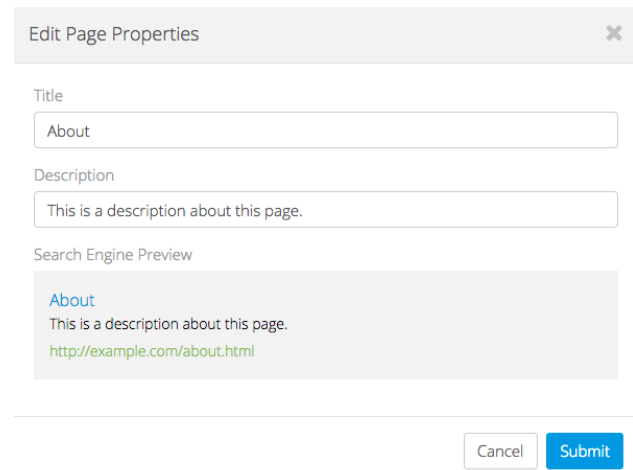 Edit Page Properties
Title
About
Description
This is a description about this page.
Search Engine Preview
About
This is a description about this page.
http://example.com/about.html
Cancel
Submit